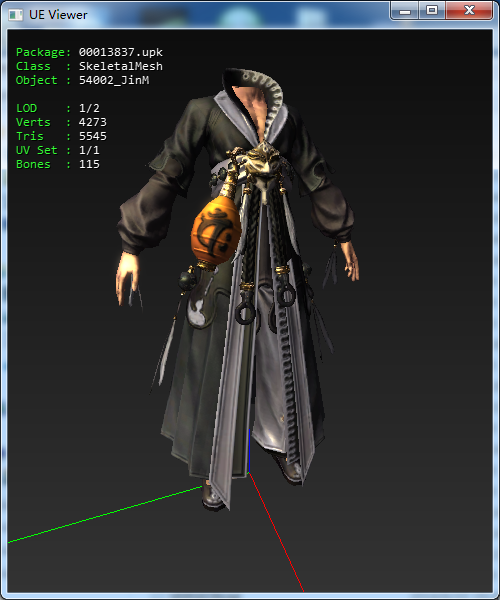 UE Viewer
Package: 00013837.upk
Class : SkeletalMesh
Object : 54002_JinM
LOD : 1/2
Verts : 4273
Tris : 5545
UV Set : 1/1
Bones : 115